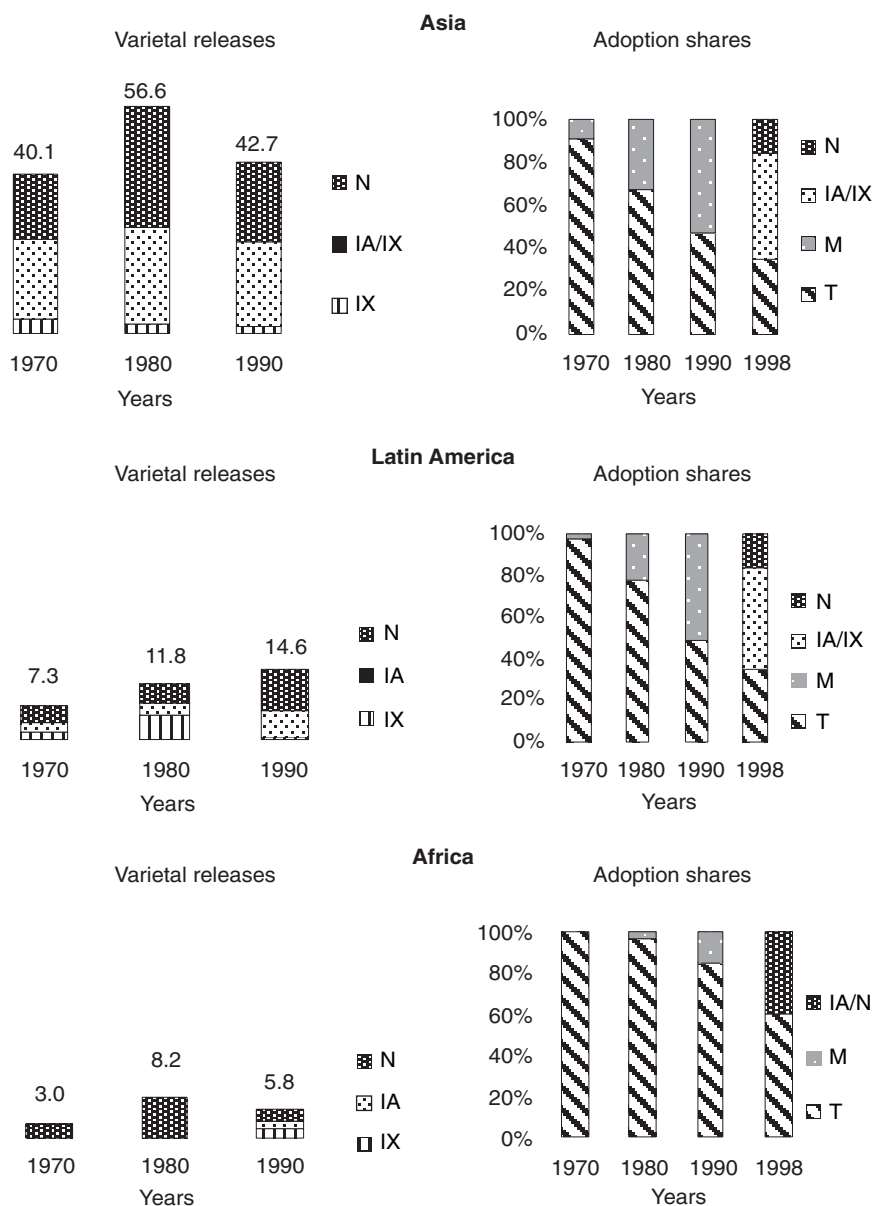 Asia
Varietal releases
40.1
56.6
42.7
N
IA/IX
IX
1970 1980 1990
Years
Adoption shares
100%
80%
60%
40%
20%
0%
N
IA/IX
M
T
1970 1980 1990 1998
Years
Latin America
Varietal releases
7.3
11.8
14.6
N
IA
IX
1970 1980 1990
Years
Adoption shares
100%
80%
60%
40%
20%
0%
N
IA/IX
M
T
1970 1980 1990 1998
Years
Africa
Varietal releases
3.0
8.2
5.8
N
IA
IX
1970 1980 1990
Years
Adoption shares
100%
80%
60%
40%
20%
0%
IA/N
M
T
1970 1980 1990 1998
Years